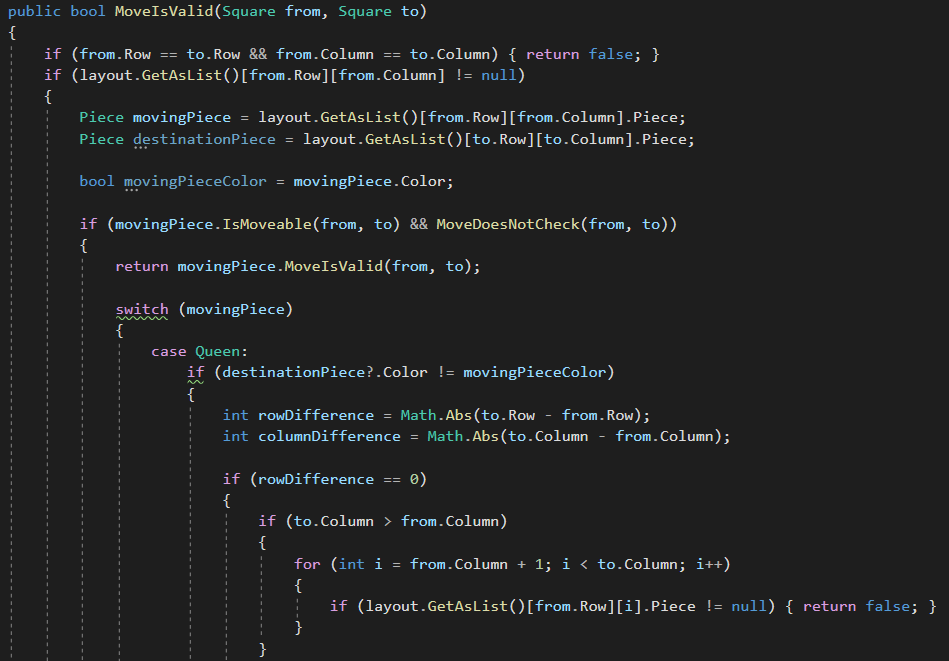 public bool MoveIsValid(Square from, Square to)
{
if (from.Row == to.Row && from.Column == to.Column) { return false; }
if (layout.GetAsList()[from.Row][from.Column] != null)
{
Piece movingPiece = layout.GetAsList()[from.Row][from.Column].Piece;
Piece destinationPiece = layout.GetAsList()[to.Row][to.Column].Piece;
bool movingPieceColor = movingPiece.Color;
if (movingPiece.IsMoveable(from, to) && MoveDoesNotCheck(from, to))
{
return movingPiece.MoveIsValid(from, to);
switch (movingPiece)
{
case Queen:
if (destinationPiece?.Color != movingPieceColor)
{
int rowDifference = Math.Abs(to.Row - from.Row);
int columnDifference = Math.Abs(to.Column - from.Column);
if (rowDifference == 0)
{
if (to.Column > from.Column)
{
for (int i = from.Column + 1; i < to.Column; i++)
{
if (layout.GetAsList()[from.Row][i].Piece != null) { return false; }
}
}